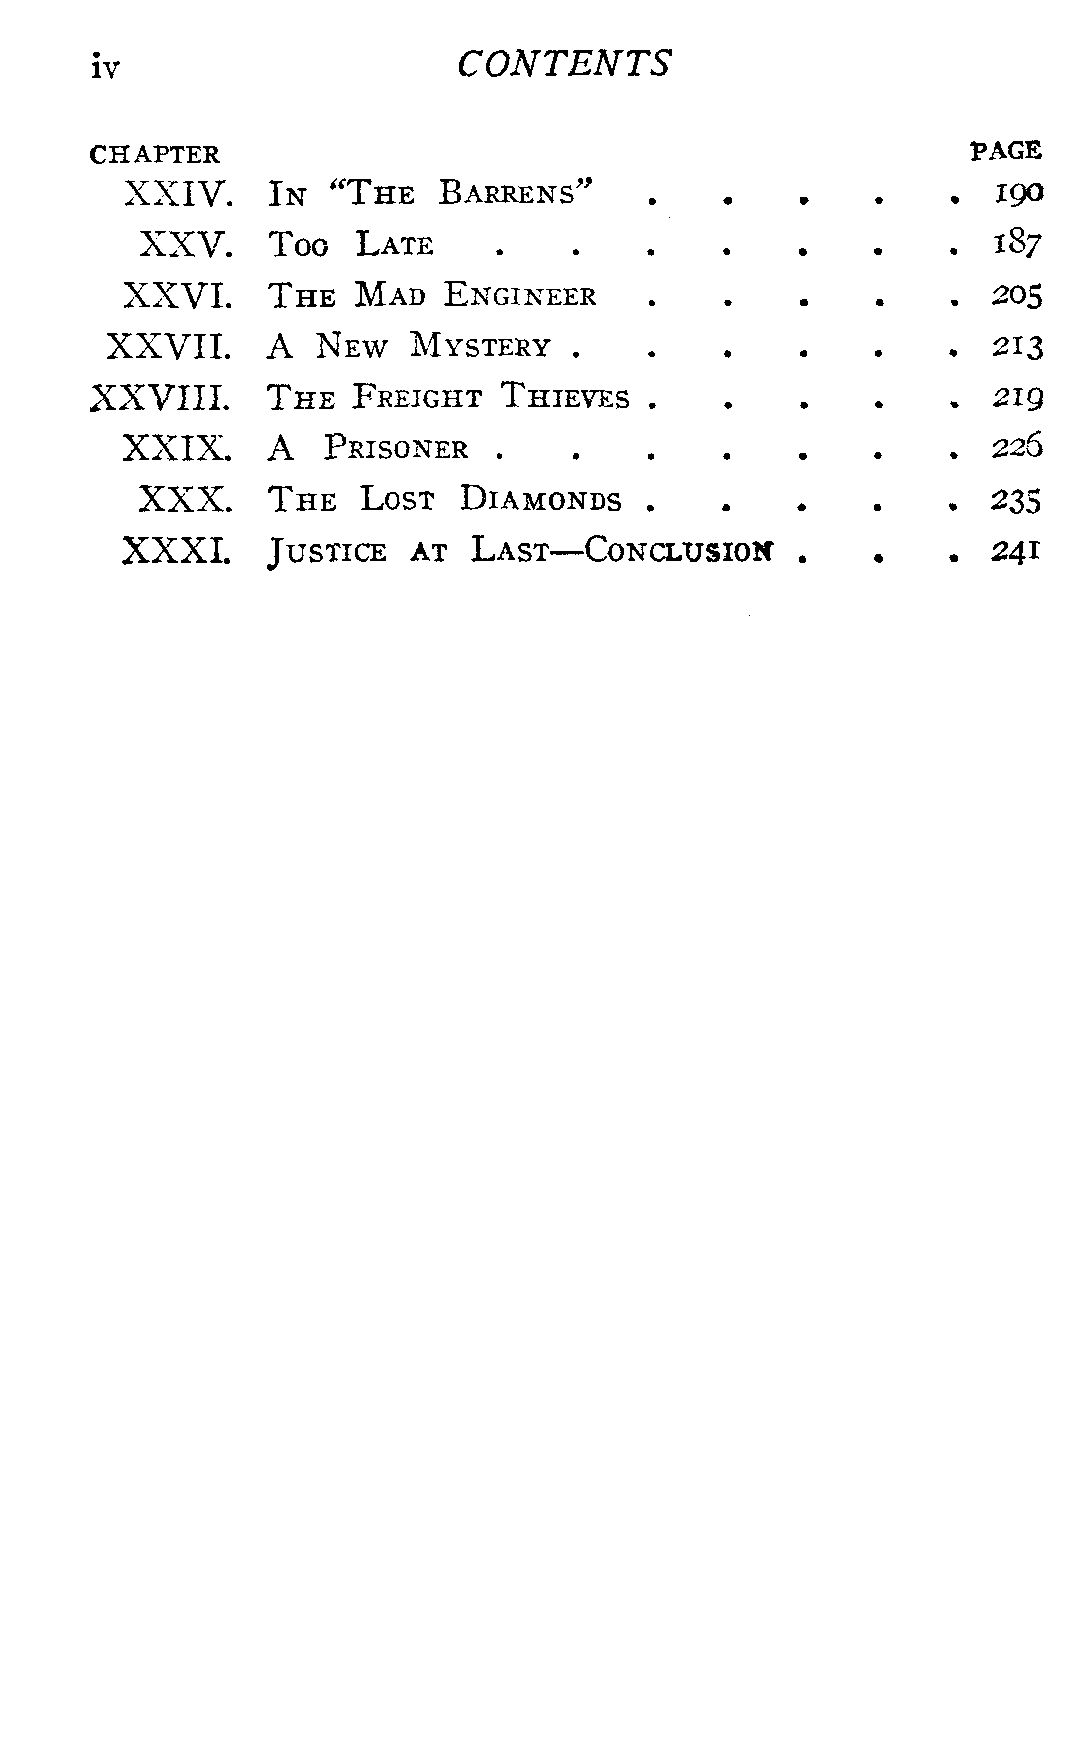 iv CONTENTS
CHAPTER PAGE
XXIV. In "The Barrens" . . . . . 190
XXV. Too Late . . . . . . . 187
XXVI. The Mad Engineer . . . . . 205
XXVII. A New Mystery . . . . . . 213
XXVIII. The Freight Thieves . . . . . 219
XXIX. A Prisoner . . . . . . . 226
XXX. The Lost Diamonds . . . . . 235
XXXI. Justice at Last—Conclusion . . . 241